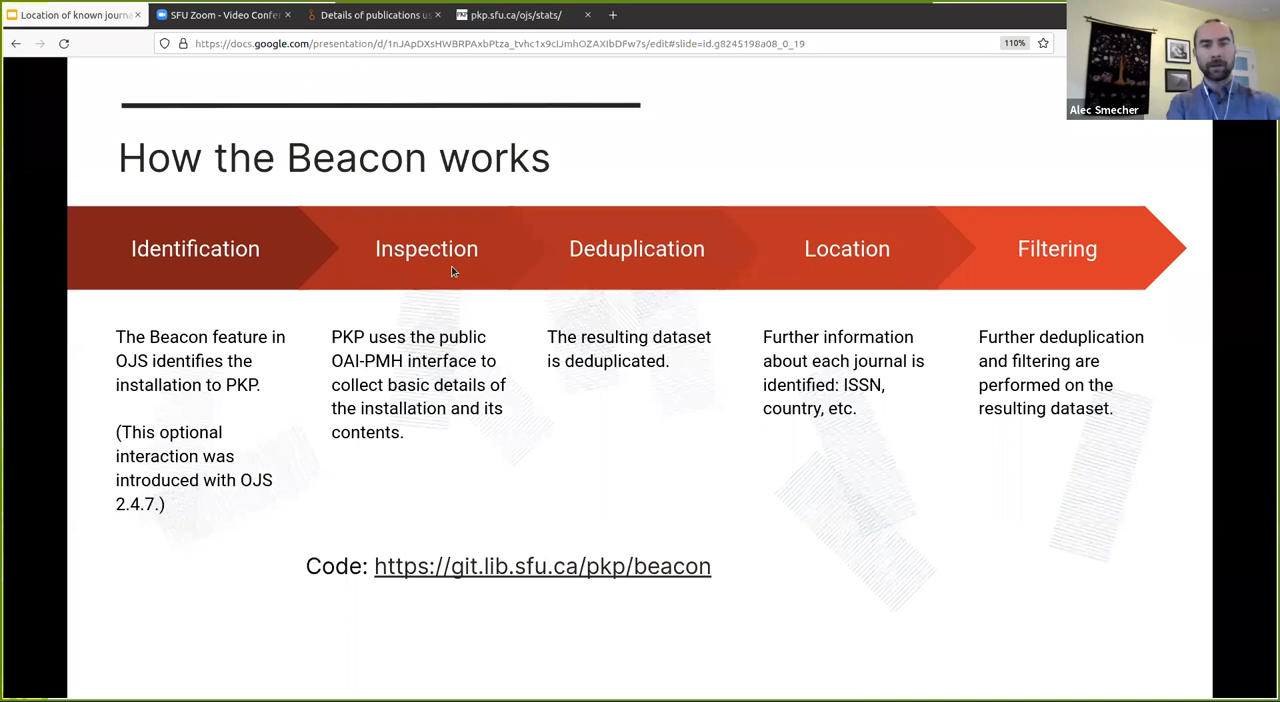 Location of known journa
SFU Zoom - Video Confe
Details of publications us
PKP pkp.sfu.ca/ojs/stats/
https://docs.google.com/presentation/d/1nJApDXsHWBRPAxbPtza_tvhc1x9cIJmhOZAXIbDFw7s/edit#slide=id.g8245198a08_0_19
110%
Alec Smecher
How the Beacon works
Identification
Inspection
Deduplication
Location
Filtering
The Beacon feature in
OJS identifies the
installation to PKP.
(This optional
interaction was
introduced with OJS
2.4.7.)
PKP uses the public
OAI-PMH interface to
collect basic details of
the installation and its
contents.
The resulting dataset
is deduplicated.
Further information
about each journal is
identified: ISSN,
country, etc.
Further deduplication
and filtering are
performed on the
resulting dataset.
Code: https://git.lib.sfu.ca/pkp/beacon